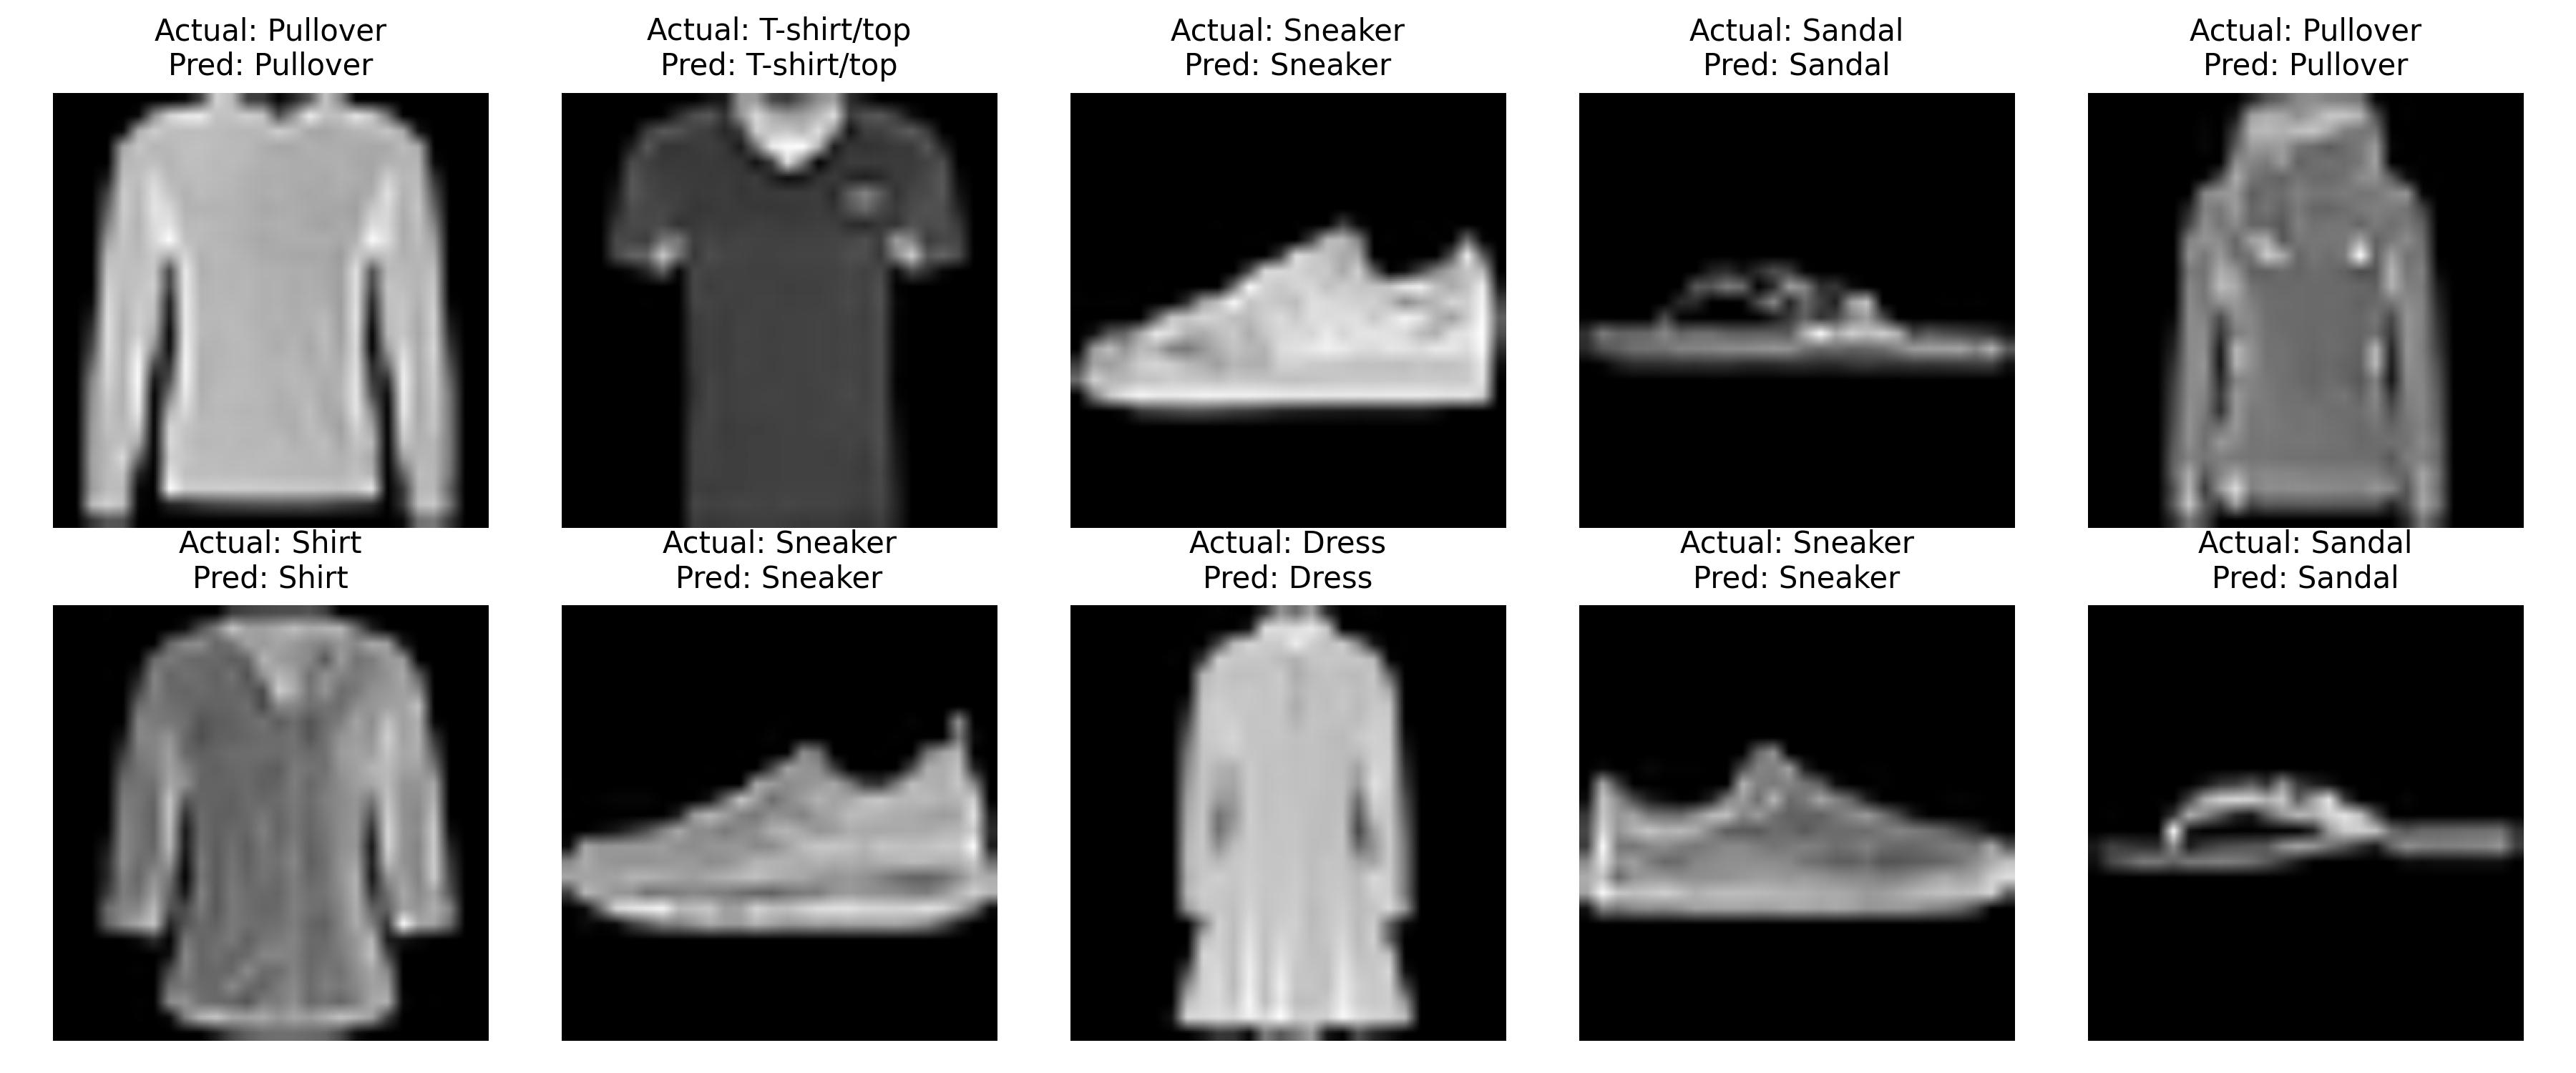 Actual: Pullover
Pred: Pullover
Actual: T-shirt/top
Pred: T-shirt/top
Actual: Sneaker
Pred: Sneaker
Actual: Sandal
Pred: Sandal
Actual: Pullover
Pred: Pullover
Actual: Shirt
Pred: Shirt
Actual: Sneaker
Pred: Sneaker
Actual: Dress
Pred: Dress
Actual: Sneaker
Pred: Sneaker
Actual: Sandal
Pred: Sandal